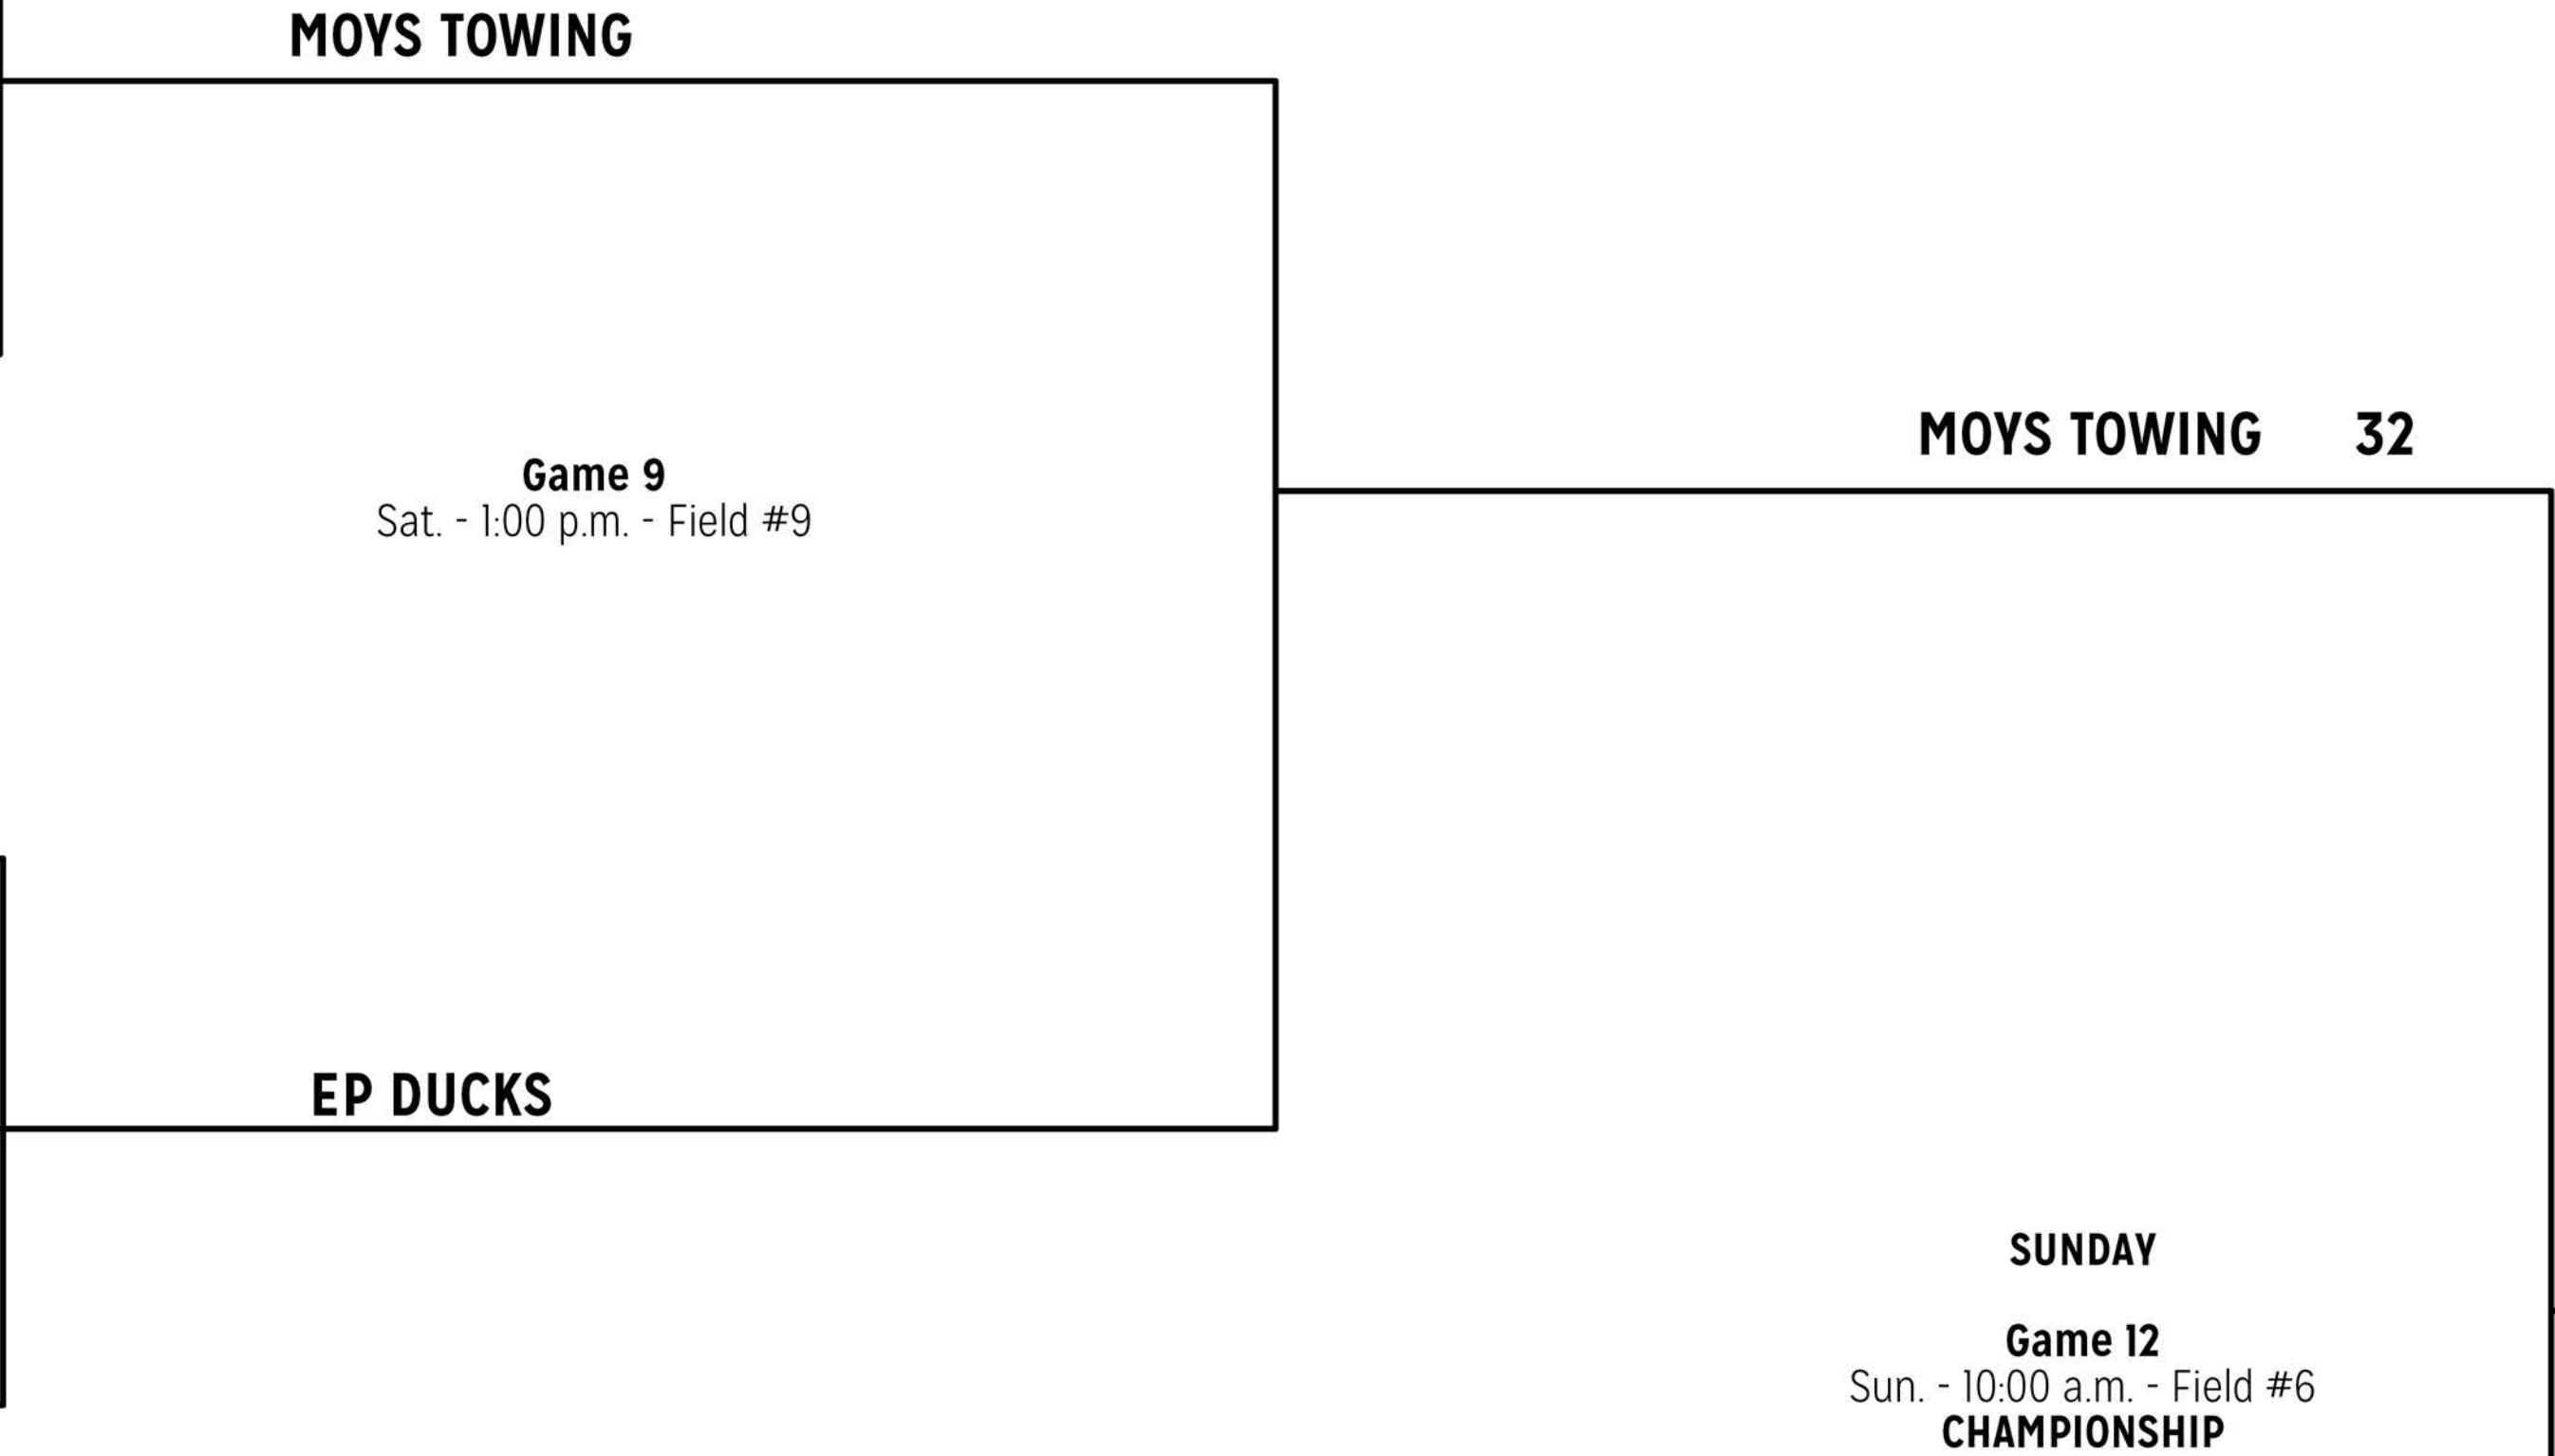 MOYS TOWING
MOYS TOWING 32
Game 9
Sat. - 1:00 p.m. - Field #9
EP DUCKS
SUNDAY
Game 12
Sun. - 10:00 a.m. - Field #6
CHAMPIONSHIP